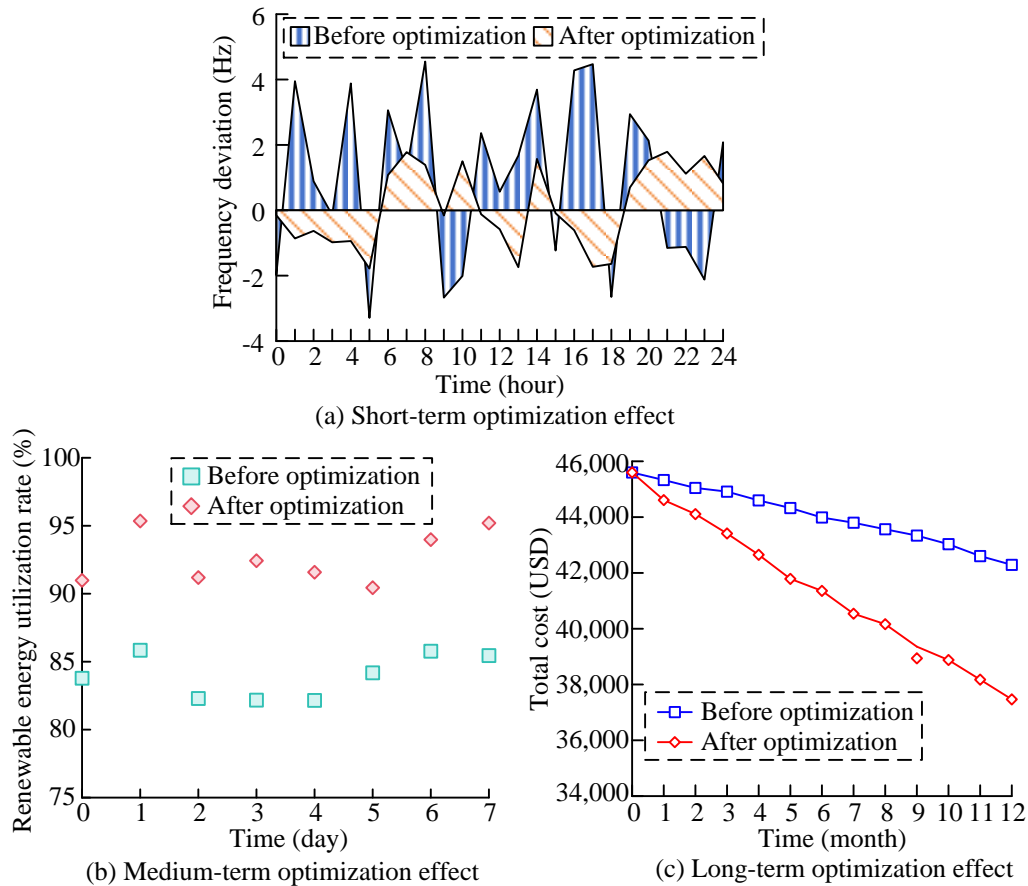 Frequency deviation (Hz)
6
4
2
0
-2
-4
Before optimization After optimization
0 2 4 6 8 10 12 14 16 18 20 22 24
Time (hour)
(a) Short-term optimization effect
Renewable energy utilization rate (%)
100
95
90
85
80
75
Before optimization
After optimization
0 1 2 3 4 5 6 7
Time (day)
(b) Medium-term optimization effect
Total cost (USD)
46,000
44,000
42,000
40,000
38,000
36,000
34,000
Before optimization
After optimization
0 1 2 3 4 5 6 7 8 9 10 11 12
Time (month)
(c) Long-term optimization effect